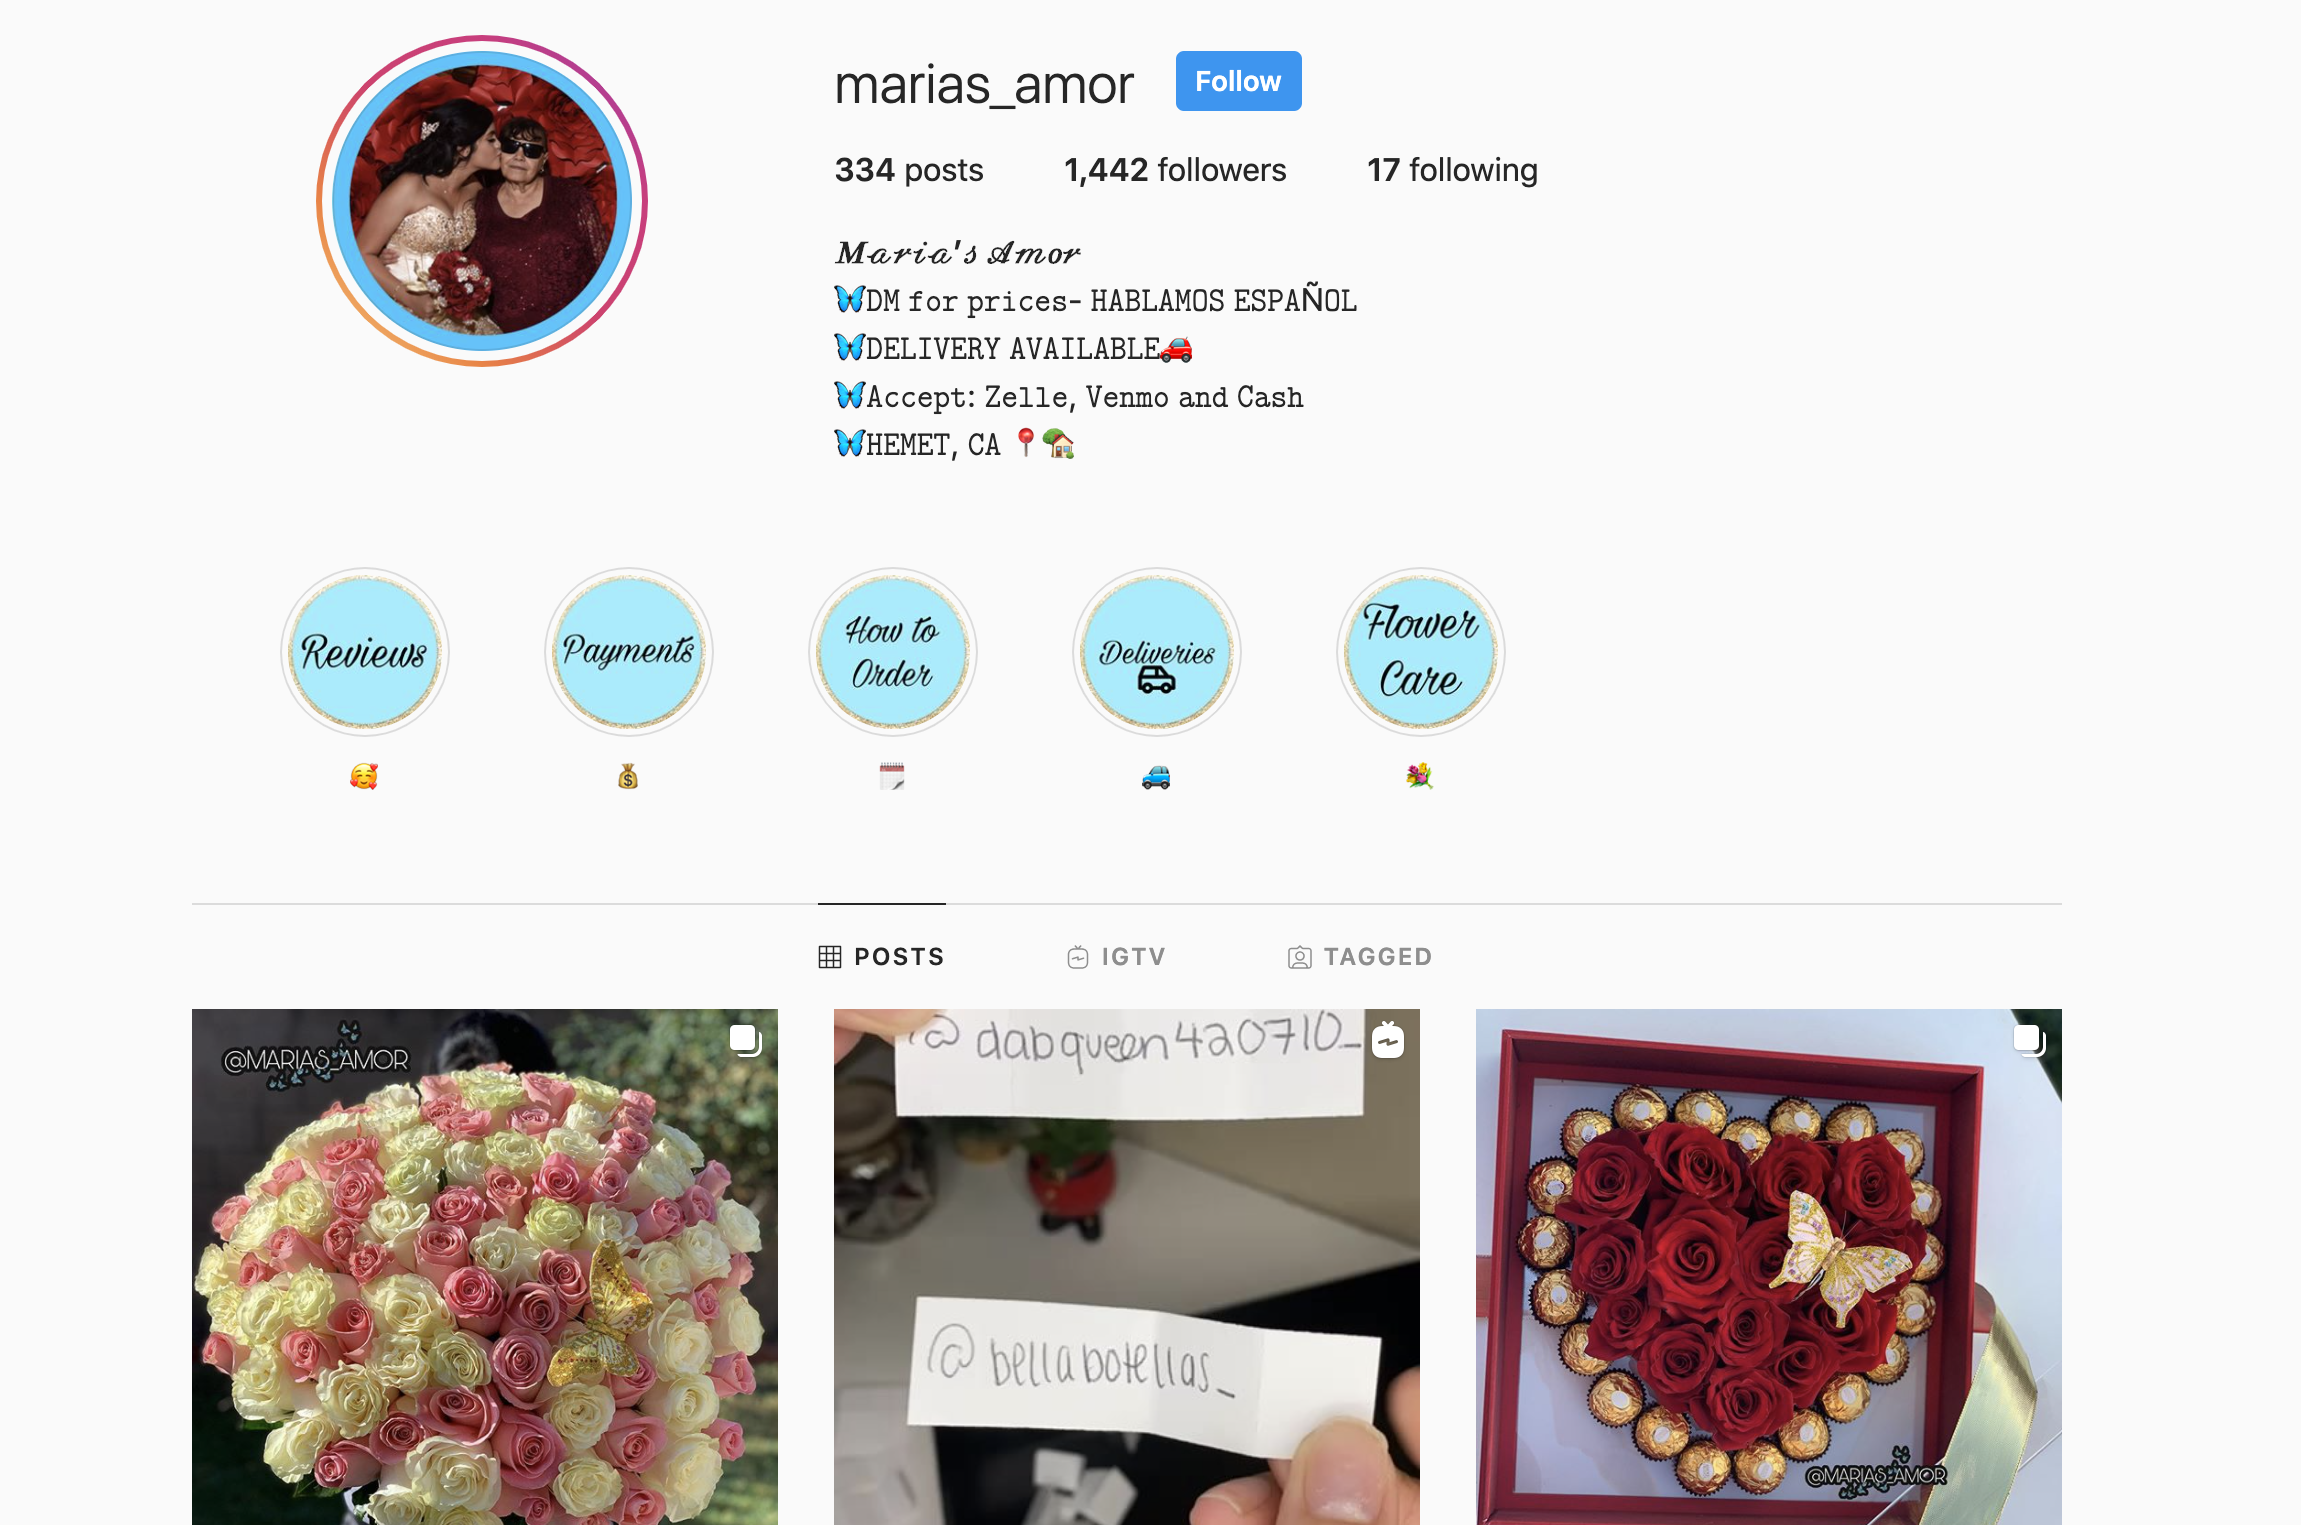 marias_amor Follow
334 posts 1,442 followers 17 following
Maria's Amor
🦋DM for prices- HABLAMOS ESPAÑOL
🦋DELIVERY AVAILABLE🚗
🦋Accept: Zelle, Venmo and Cash
🦋HEMET, CA 📍🏡
Reviews
Payments
How to
Order
Deliveries
Flower
Care
POSTS IGTV TAGGED
@MARIAS_AMOR
@dabqueen420710_
@bellabotellas_
@MARIAS_AMOR